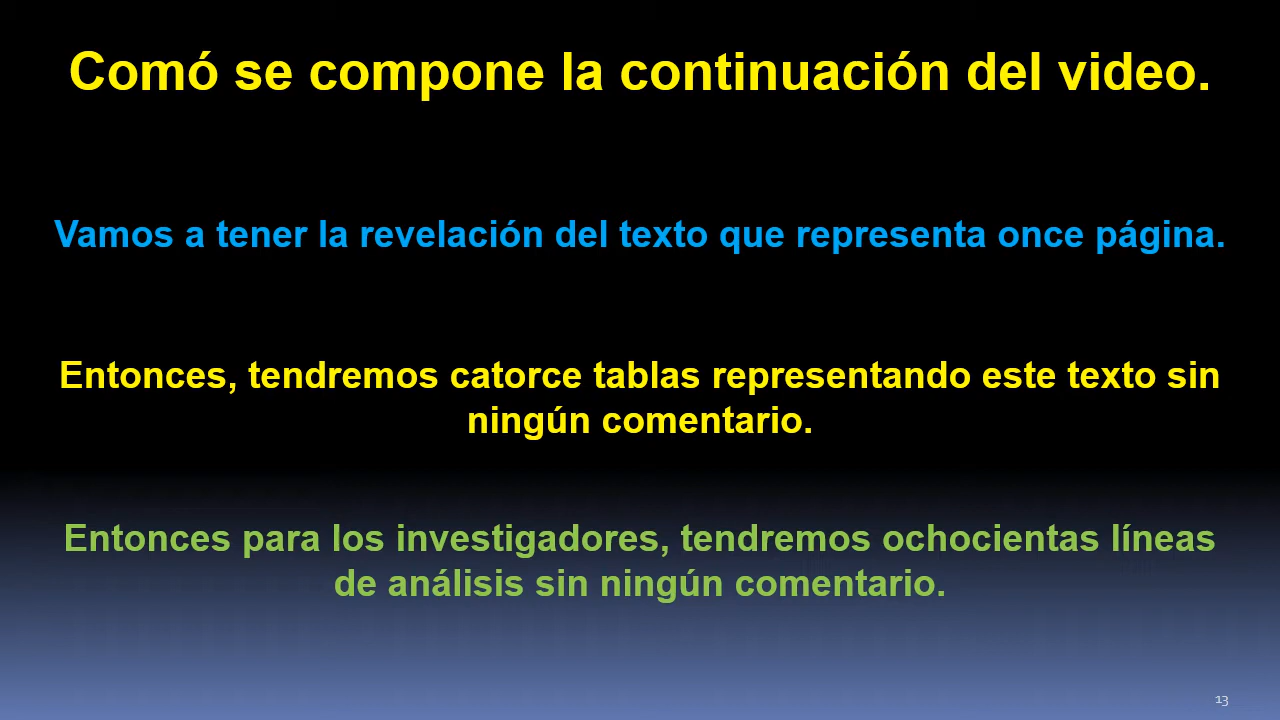 Comó se compone la continuación del video.
Vamos a tener la revelación del texto que representa once página.
Entonces, tendremos catorce tablas representando este texto sin
ningún comentario.
Entonces para los investigadores, tendremos ochocientas líneas
de análisis sin ningún comentario.
13